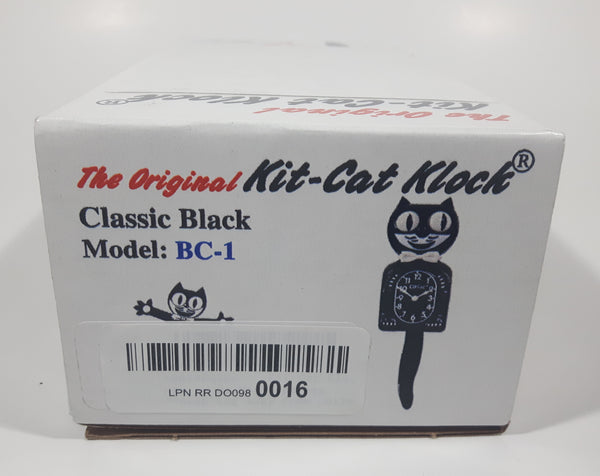 The Original Kit-Cat Klock®
The Original Kit-Cat Klock®
Classic Black
Model: BC-1
LPN RR DO098 0016